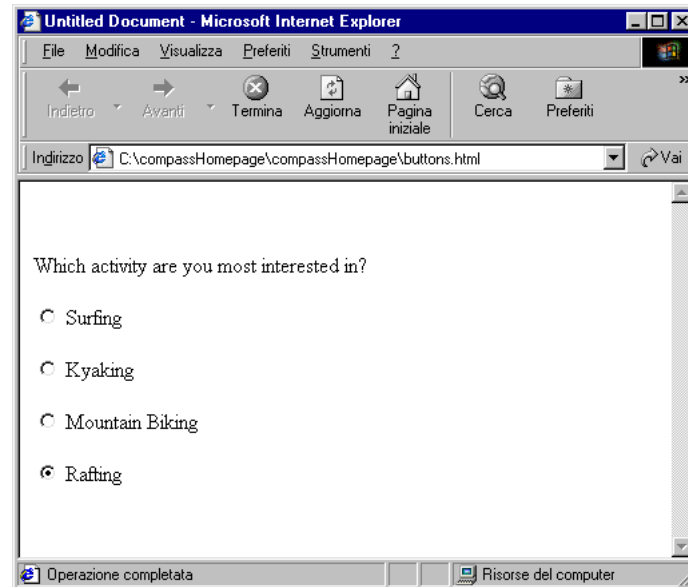 Untitled Document - Microsoft Internet Explorer
File Modifica Visualizza Preferiti Strumenti ?
Indietro Avanti Termina Aggiorna Pagina iniziale Cerca Preferiti »
Indirizzo C:\compassHomepage\compassHomepage\buttons.html Vai
Which activity are you most interested in?
Surfing
Kyaking
Mountain Biking
Rafting
Operazione completata Risorse del computer